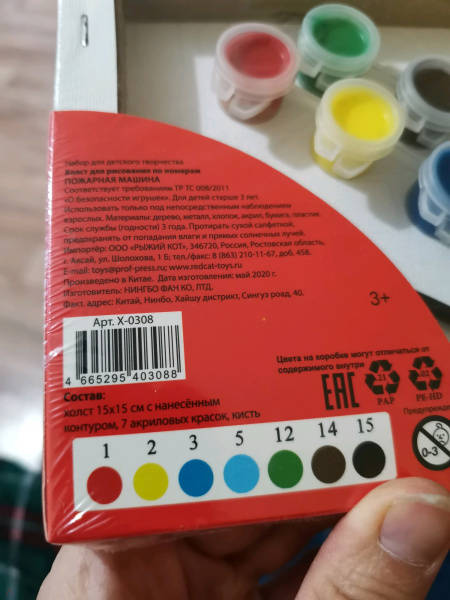 Набор для детского творчества
Холст для рисования по номерам
ПОЖАРНАЯ МАШИНА
Соответствует требованиям ТР ТС 008/2011
«О безопасности игрушек». Для детей старше 3 лет.
Использовать только под непосредственным наблюдением
взрослых. Материалы: дерево, металл, хлопок, акрил, бумага, пластик.
Срок службы (годности) 3 года. Протирать сухой салфеткой,
предохранять от попадания влаги и прямых солнечных лучей.
Импортёр: ООО «РЫЖИЙ КОТ», 346720, Россия, Ростовская область,
г. Аксай, ул. Шолохова, 1 Б; тел./факс: 8 (863) 210-11-67, доб. 458.
E-mail: toys@prof-press.ru; www.redcat-toys.ru
Произведено в Китае. Дата изготовления: май 2020 г.
Изготовитель: НИНГБО ФАН КО, ЛТД.
Факт. адрес: Китай, Нинбо, Хайшу дистрикт, Сингуз роад, 40.
3+
Арт. X-0308
4 665295 403088
Цвета на коробке могут отличаться от
содержимого внутри
EAC
21
PAP
02
PE-HD
Состав:
холст 15х15 см с нанесённым
контуром, 7 акриловых красок, кисть
Предупрежде
0-3
1 2 3 5 12 14 15